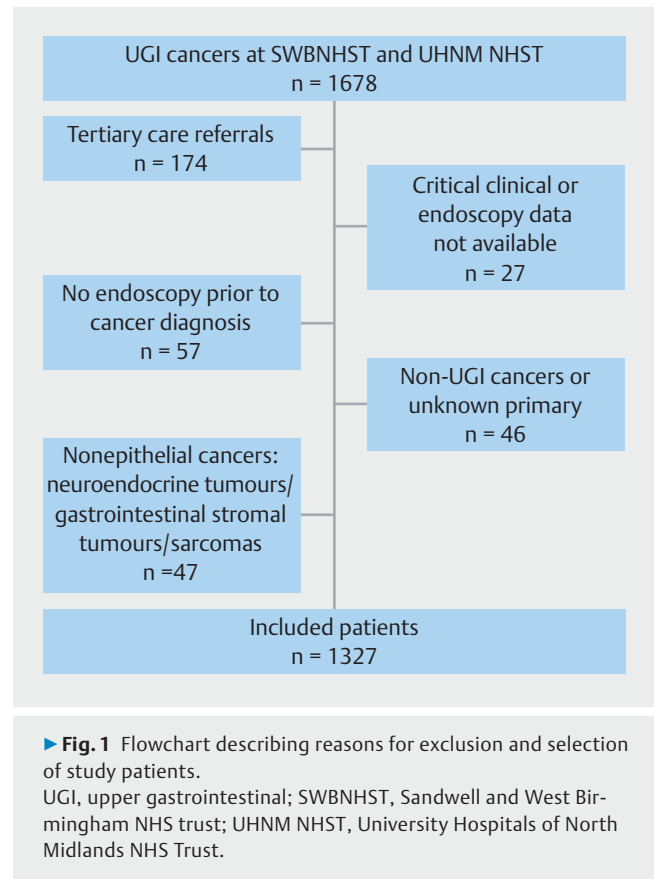 UGI cancers at SWBNHST and UHNM NHST
n = 1678
Tertiary care referrals
n = 174
Critical clinical or
endoscopy data
not available
n = 27
No endoscopy prior to
cancer diagnosis
n = 57
Non-UGI cancers or
unknown primary
n = 46
Nonepithelial cancers:
neuroendocrine tumours/
gastrointestinal stromal
tumours/sarcomas
n =47
Included patients
n = 1327
▶ Fig. 1 Flowchart describing reasons for exclusion and selection
of study patients.
UGI, upper gastrointestinal; SWBNHST, Sandwell and West Bir-
mingham NHS trust; UHNM NHST, University Hospitals of North
Midlands NHS Trust.